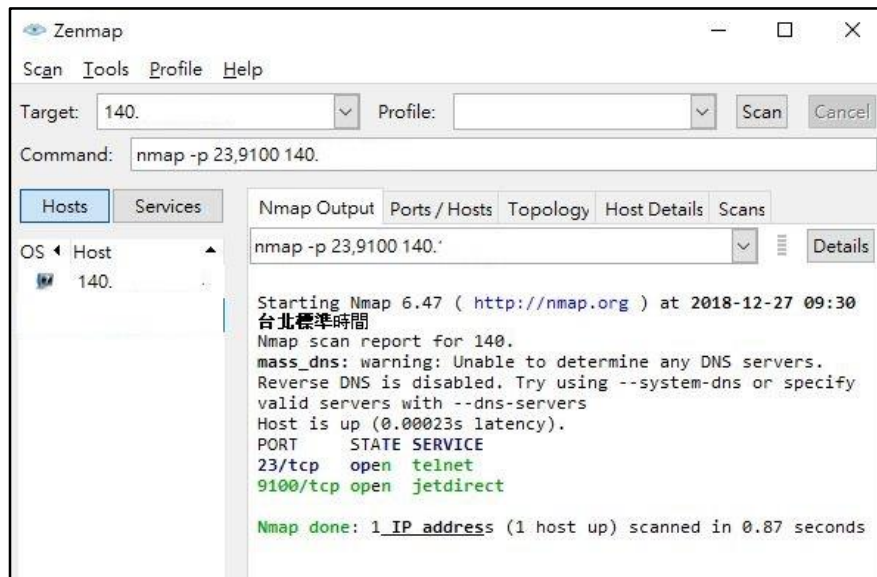 Zenmap
Scan Tools Profile Help
Target: 140. Profile: Scan Cancel
Command: nmap -p 23,9100 140.
Hosts Services
Nmap Output Ports / Hosts Topology Host Details Scans
OS Host
140.
nmap -p 23,9100 140. Details
Starting Nmap 6.47 ( http://nmap.org ) at 2018-12-27 09:30
台北標準時間
Nmap scan report for 140.
mass_dns: warning: Unable to determine any DNS servers.
Reverse DNS is disabled. Try using --system-dns or specify
valid servers with --dns-servers
Host is up (0.00023s latency).
PORT STATE SERVICE
23/tcp open telnet
9100/tcp open jetdirect
Nmap done: 1 IP address (1 host up) scanned in 0.87 seconds